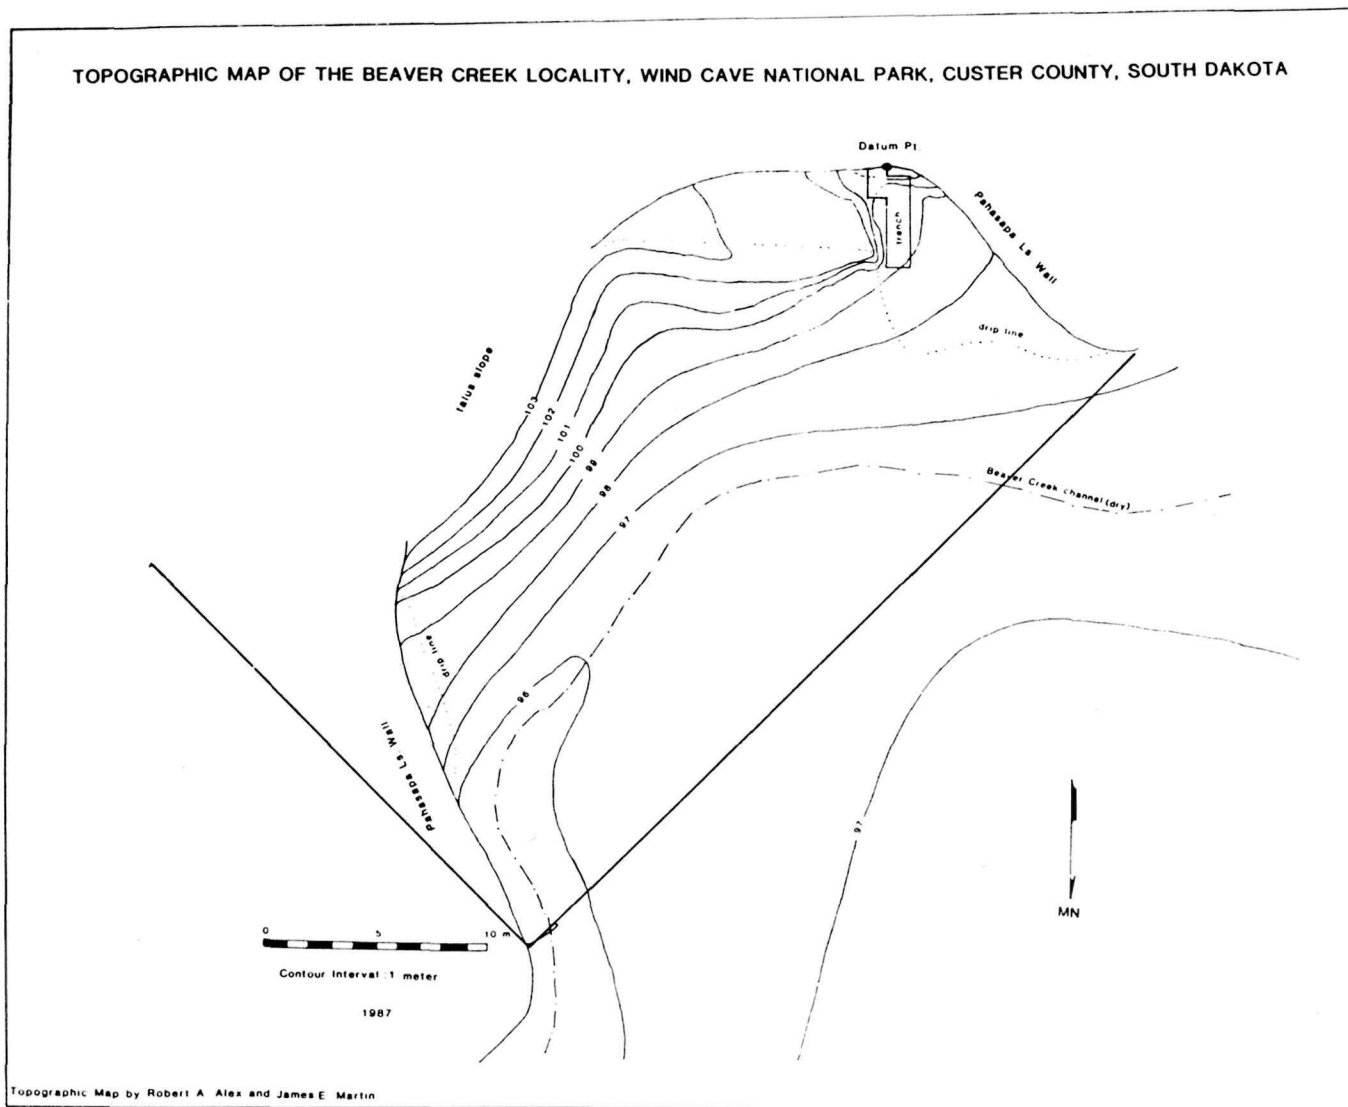 TOPOGRAPHIC MAP OF THE BEAVER CREEK LOCALITY, WIND CAVE NATIONAL PARK, CUSTER COUNTY, SOUTH DAKOTA
Datum Pt.
Pahasapa Ls. Wall
trench
drip line
talus slope
103
102
101
100
99
98
97
Beaver Creek channel (dry)
drip line
96
Pahasapa Ls. Wall
97
MN
0 5 10 m
Contour Interval : 1 meter
1987
Topographic Map by Robert A Alex and James E Martin